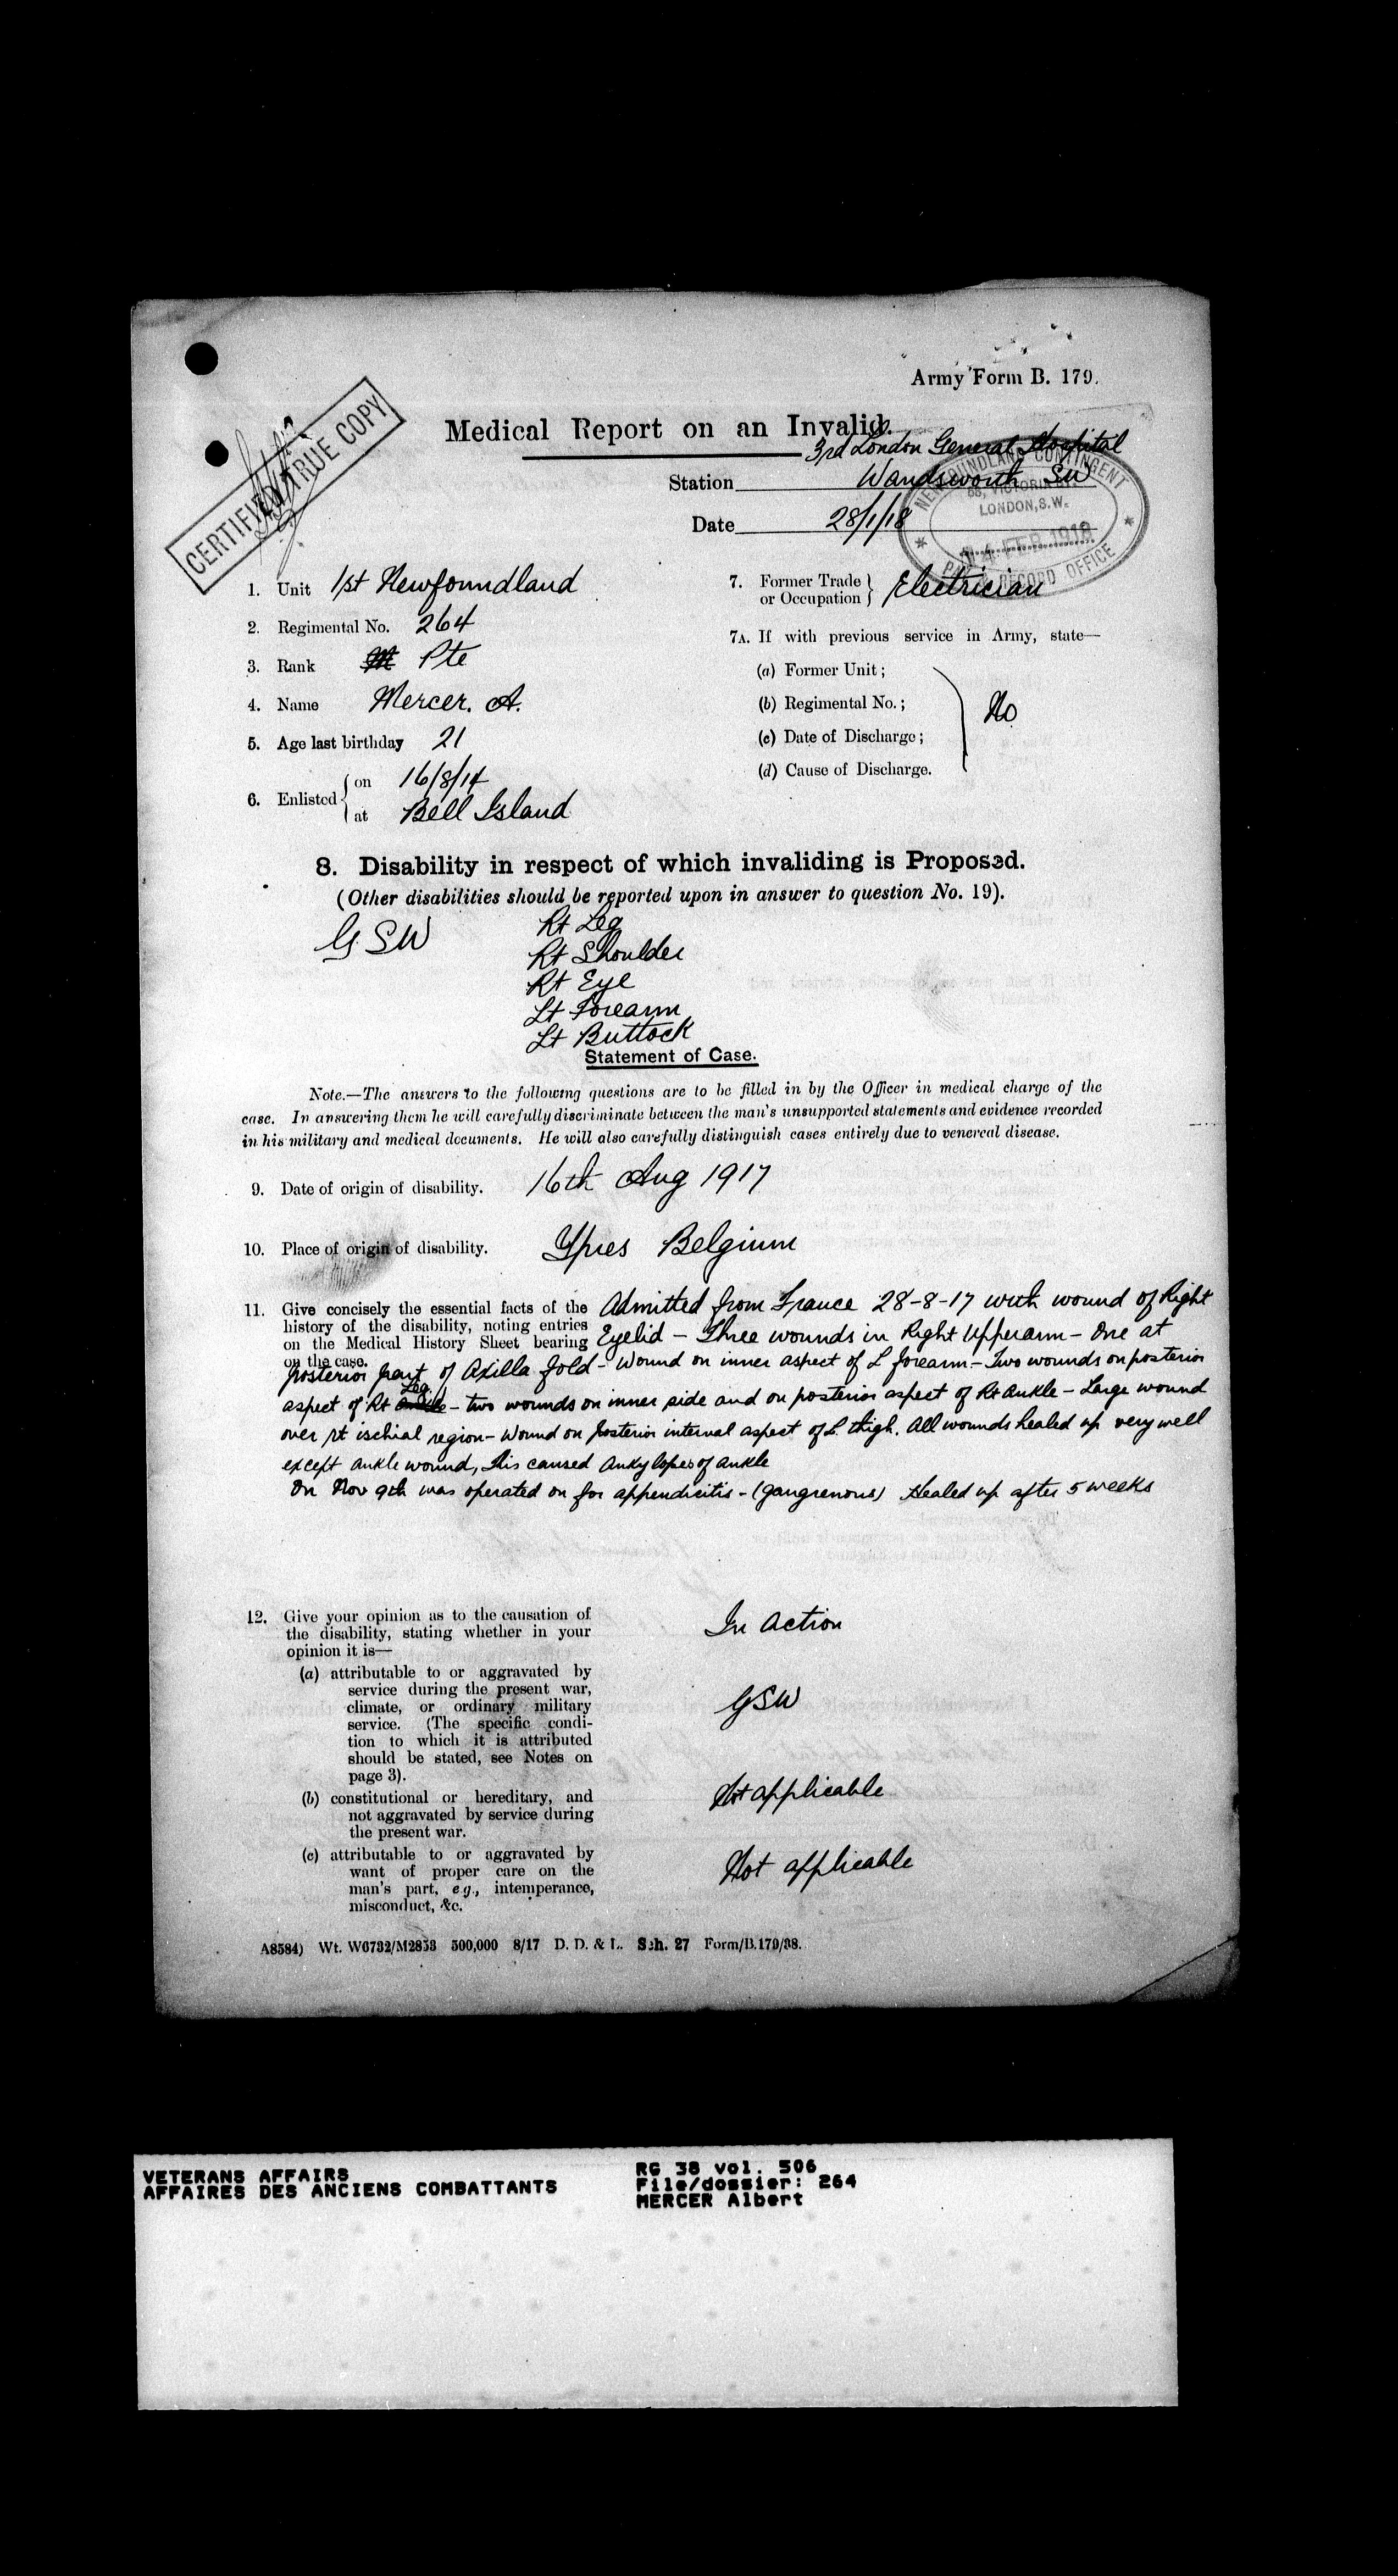 Army Form B. 179.
CERTIFIED TRUE COPY
Medical Report on an Invalid.
3rd London General Hospital
Station Wandsworth SW
Date 28/1/18
NEWFOUNDLAND CONTINGENT
58, VICTORIA ST.
LONDON, S.W.
FEB 1918
PAY & RECORD OFFICE
1. Unit 1st Newfoundland
2. Regimental No. 264
3. Rank Pte
4. Name Mercer. A.
5. Age last birthday 21
6. Enlisted { on 16/8/14
at Bell Island
7. Former Trade or Occupation } Electrician
7A. If with previous service in Army, state—
(a) Former Unit;
(b) Regimental No.;
(c) Date of Discharge;
(d) Cause of Discharge.
No
8. Disability in respect of which invaliding is Proposed.
(Other disabilities should be reported upon in answer to question No. 19).
GSW Rt Leg
Rt Shoulder
Rt Eye
Lt Forearm
Lt Buttock
Statement of Case.
Note.—The answers to the following questions are to be filled in by the Officer in medical charge of the
case. In answering them he will carefully discriminate between the man's unsupported statements and evidence recorded
in his military and medical documents. He will also carefully distinguish cases entirely due to venereal disease.
9. Date of origin of disability. 16th Aug 1917
10. Place of origin of disability. Ypres Belgium
11. Give concisely the essential facts of the
history of the disability, noting entries
on the Medical History Sheet bearing
on the case.
Admitted from France 28-8-17 with wound of Right
Eyelid – Three wounds in Right Upperarm – One at
posterior part of Axilla fold – Wound on inner aspect of L forearm – Two wounds on posterior
aspect of Rt Leg – two wounds on inner side and on posterior aspect of Rt Ankle – Large wound
over rt ischial region – Wound on posterior internal aspect of L. thigh. All wounds healed up very well
except ankle wound, this caused Ankyloses of ankle
On Nov 9th was operated on for appendicitis – (gangrenous) Healed up after 5 weeks
12. Give your opinion as to the causation of
the disability, stating whether in your
opinion it is—
In Action
(a) attributable to or aggravated by
service during the present war,
climate, or ordinary military
service. (The specific condi-
tion to which it is attributed
should be stated, see Notes on
page 3).
GSW
(b) constitutional or hereditary, and
not aggravated by service during
the present war.
Not applicable
(c) attributable to or aggravated by
want of proper care on the
man's part, e.g., intemperance,
misconduct, &c.
Not applicable
A8584) Wt. W6732/M2853 500,000 8/17 D. D. & L. Sch. 27 Form/B.179/38.
VETERANS AFFAIRS
AFFAIRES DES ANCIENS COMBATTANTS
RG 38 vol. 506
File/dossier: 264
MERCER Albert